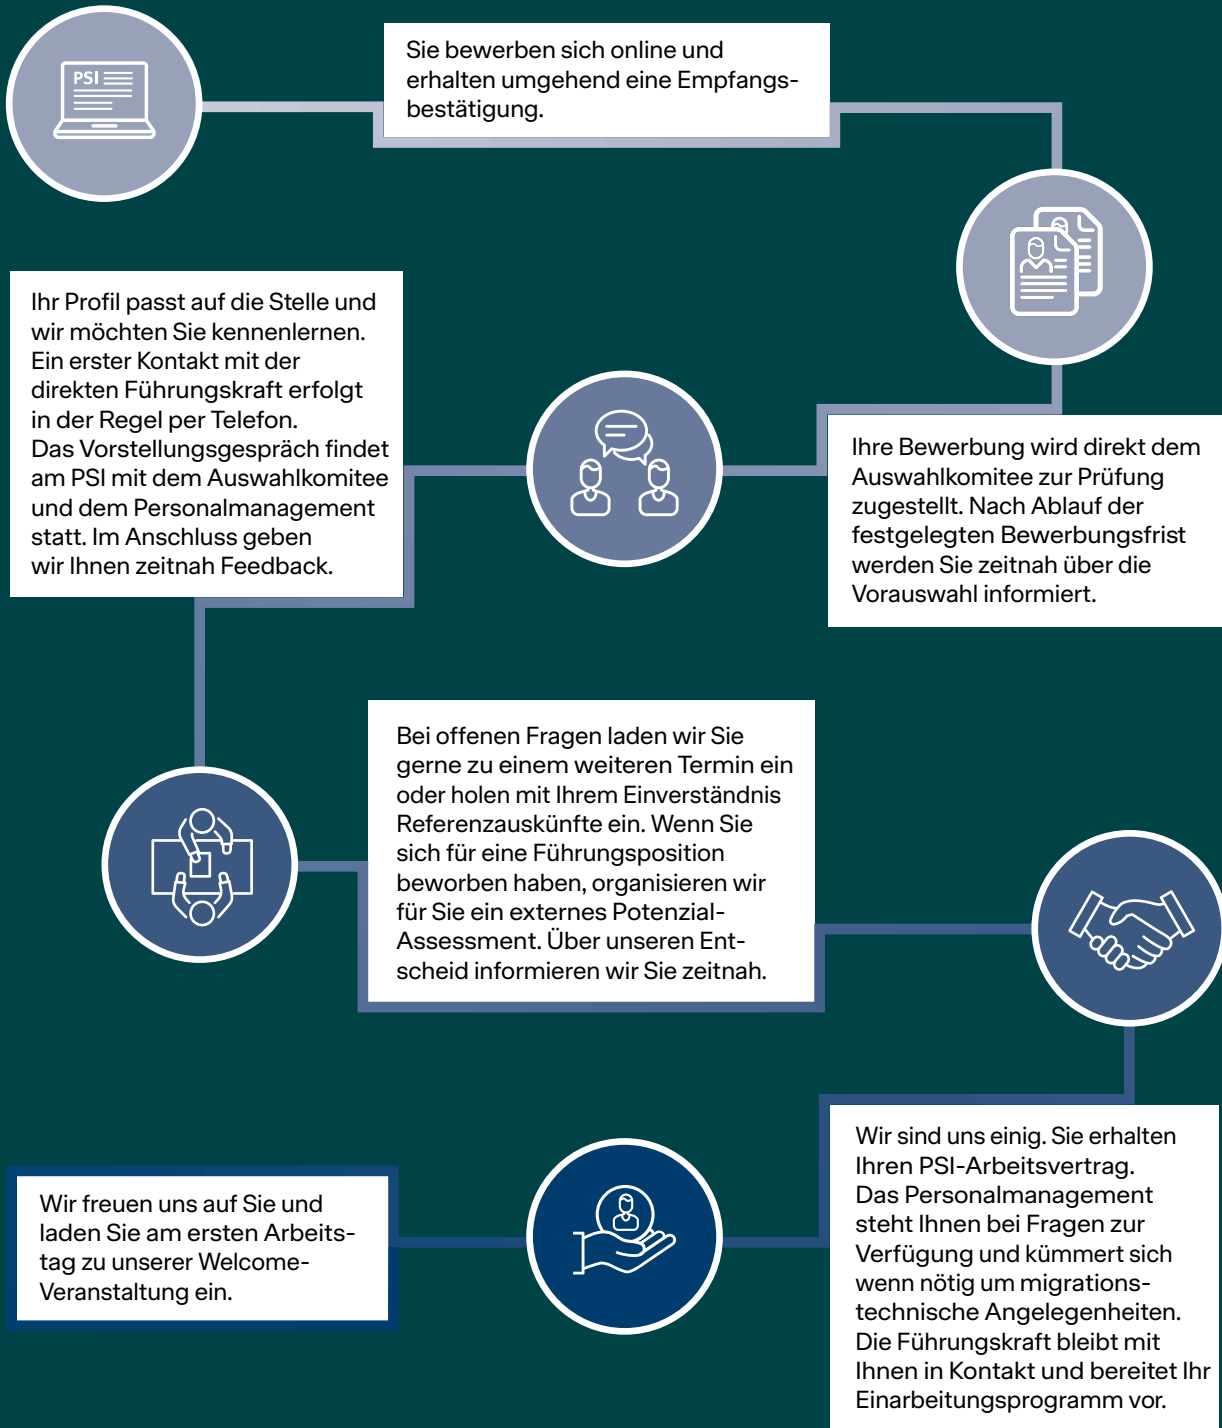 PSI
Sie bewerben sich online und
erhalten umgehend eine Empfangs-
bestätigung.
Ihre Bewerbung wird direkt dem
Auswahlkomitee zur Prüfung
zugestellt. Nach Ablauf der
festgelegten Bewerbungsfrist
werden Sie zeitnah über die
Vorauswahl informiert.
Ihr Profil passt auf die Stelle und
wir möchten Sie kennenlernen.
Ein erster Kontakt mit der
direkten Führungskraft erfolgt
in der Regel per Telefon.
Das Vorstellungsgespräch findet
am PSI mit dem Auswahlkomitee
und dem Personalmanagement
statt. Im Anschluss geben
wir Ihnen zeitnah Feedback.
Bei offenen Fragen laden wir Sie
gerne zu einem weiteren Termin ein
oder holen mit Ihrem Einverständnis
Referenzauskünfte ein. Wenn Sie
sich für eine Führungsposition
beworben haben, organisieren wir
für Sie ein externes Potenzial-
Assessment. Über unseren Ent-
scheid informieren wir Sie zeitnah.
Wir sind uns einig. Sie erhalten
Ihren PSI-Arbeitsvertrag.
Das Personalmanagement
steht Ihnen bei Fragen zur
Verfügung und kümmert sich
wenn nötig um migrations-
technische Angelegenheiten.
Die Führungskraft bleibt mit
Ihnen in Kontakt und bereitet Ihr
Einarbeitungsprogramm vor.
Wir freuen uns auf Sie und
laden Sie am ersten Arbeits-
tag zu unserer Welcome-
Veranstaltung ein.